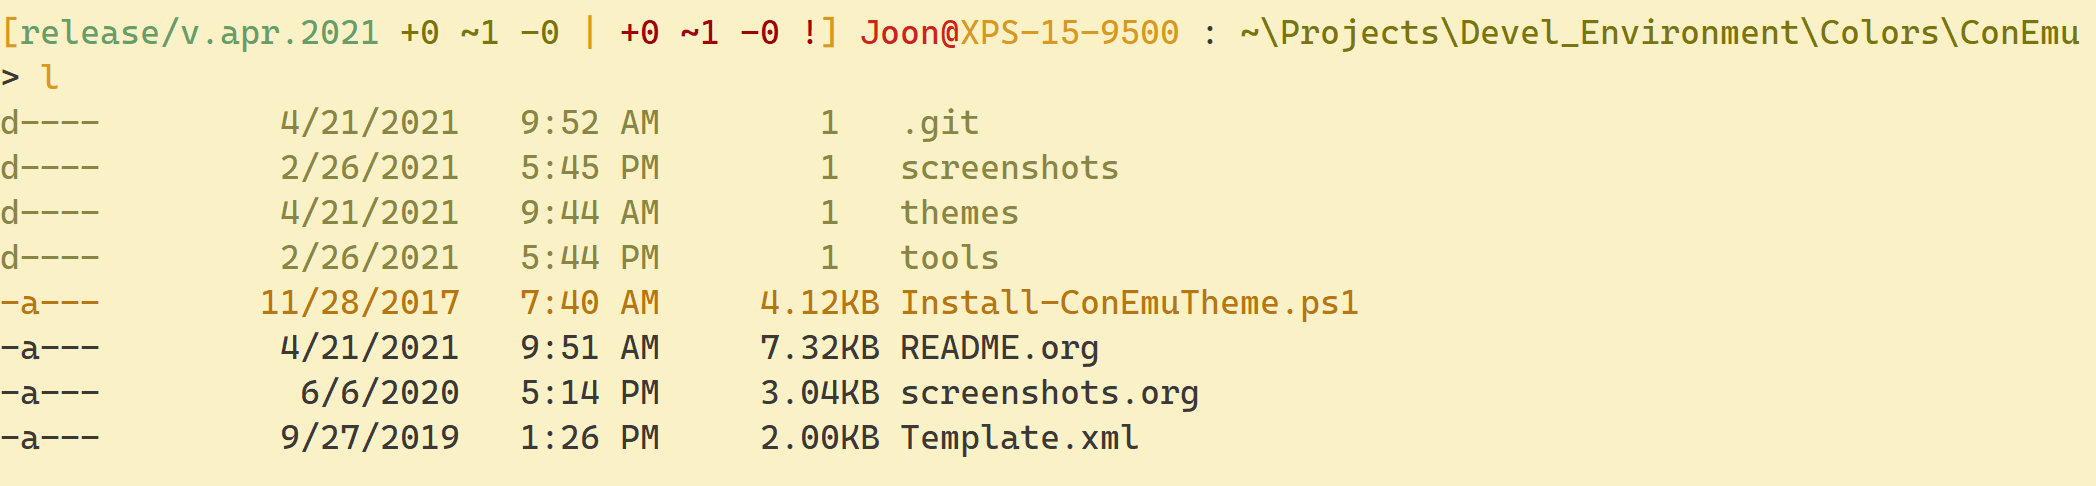 [release/v.apr.2021 +0 ~1 -0 | +0 ~1 -0 !] Joon@XPS-15-9500 : ~\Projects\Devel_Environment\Colors\ConEmu
> l
d---- 4/21/2021 9:52 AM 1 .git
d---- 2/26/2021 5:45 PM 1 screenshots
d---- 4/21/2021 9:44 AM 1 themes
d---- 2/26/2021 5:44 PM 1 tools
-a--- 11/28/2017 7:40 AM 4.12KB Install-ConEmuTheme.ps1
-a--- 4/21/2021 9:51 AM 7.32KB README.org
-a--- 6/6/2020 5:14 PM 3.04KB screenshots.org
-a--- 9/27/2019 1:26 PM 2.00KB Template.xml